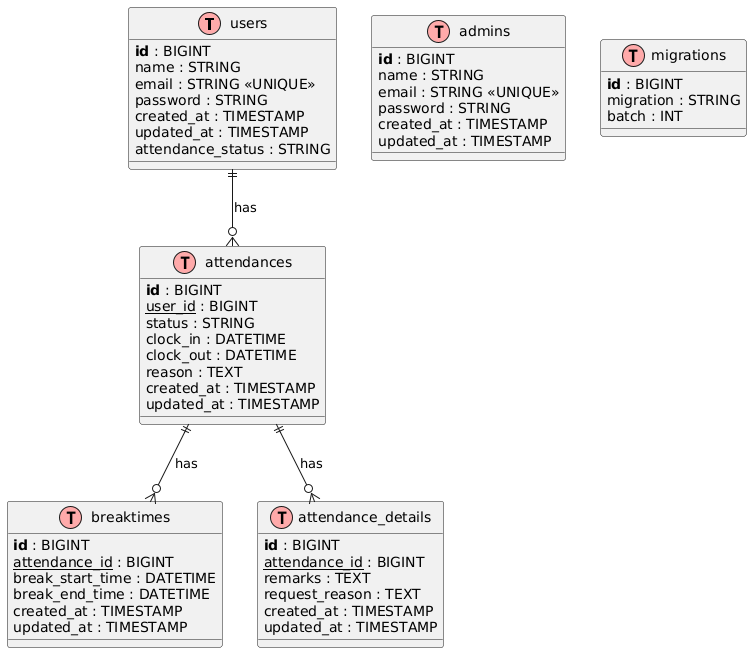 T users
id : BIGINT
name : STRING
email : STRING «UNIQUE»
password : STRING
created_at : TIMESTAMP
updated_at : TIMESTAMP
attendance_status : STRING
T admins
id : BIGINT
name : STRING
email : STRING «UNIQUE»
password : STRING
created_at : TIMESTAMP
updated_at : TIMESTAMP
T migrations
id : BIGINT
migration : STRING
batch : INT
has
T attendances
id : BIGINT
user_id : BIGINT
status : STRING
clock_in : DATETIME
clock_out : DATETIME
reason : TEXT
created_at : TIMESTAMP
updated_at : TIMESTAMP
has
has
T breaktimes
id : BIGINT
attendance_id : BIGINT
break_start_time : DATETIME
break_end_time : DATETIME
created_at : TIMESTAMP
updated_at : TIMESTAMP
T attendance_details
id : BIGINT
attendance_id : BIGINT
remarks : TEXT
request_reason : TEXT
created_at : TIMESTAMP
updated_at : TIMESTAMP